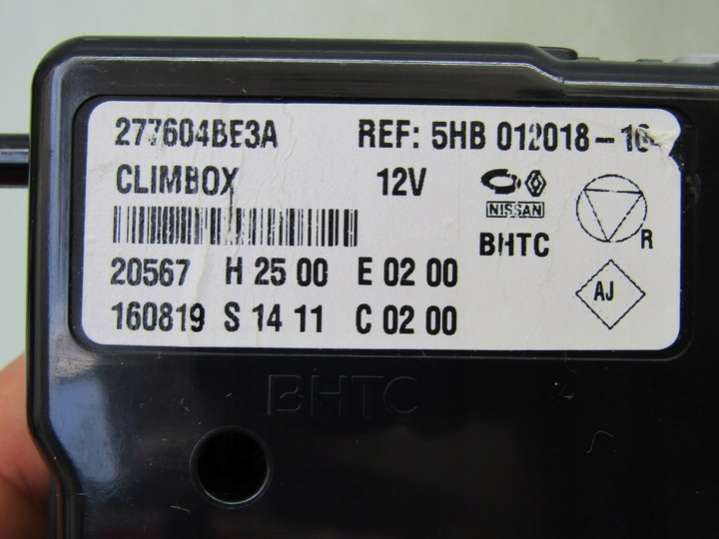 277604BE3A REF: 5HB 012018-10
CLIMBOX 12V
NISSAN
BHTC
R
20567 H 25 00 E 02 00
AJ
160819 S 14 11 C 02 00
BHTC